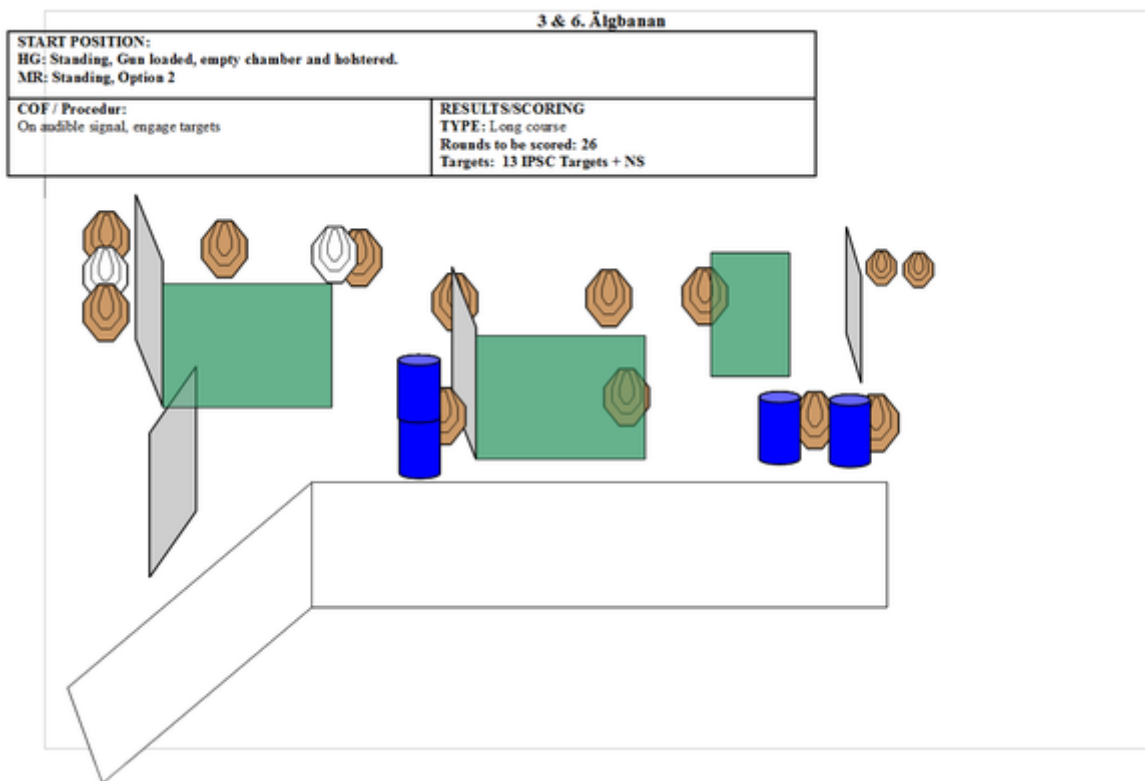 3 & 6. Älgbanan
START POSITION:
HG: Standing, Gun loaded, empty chamber and holstered.
MR: Standing, Option 2
COF / Procedur:
On audible signal, engage targets
RESULTS/SCORING
TYPE: Long course
Rounds to be scored: 26
Targets: 13 IPSC Targets + NS